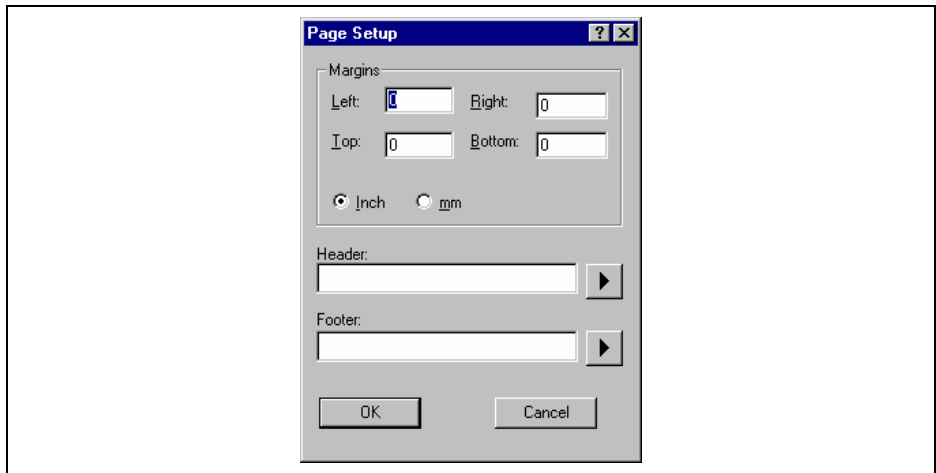 Page Setup
Margins
Left: 0 Right: 0
Top: 0 Bottom: 0
Inch mm
Header:
Footer:
OK Cancel